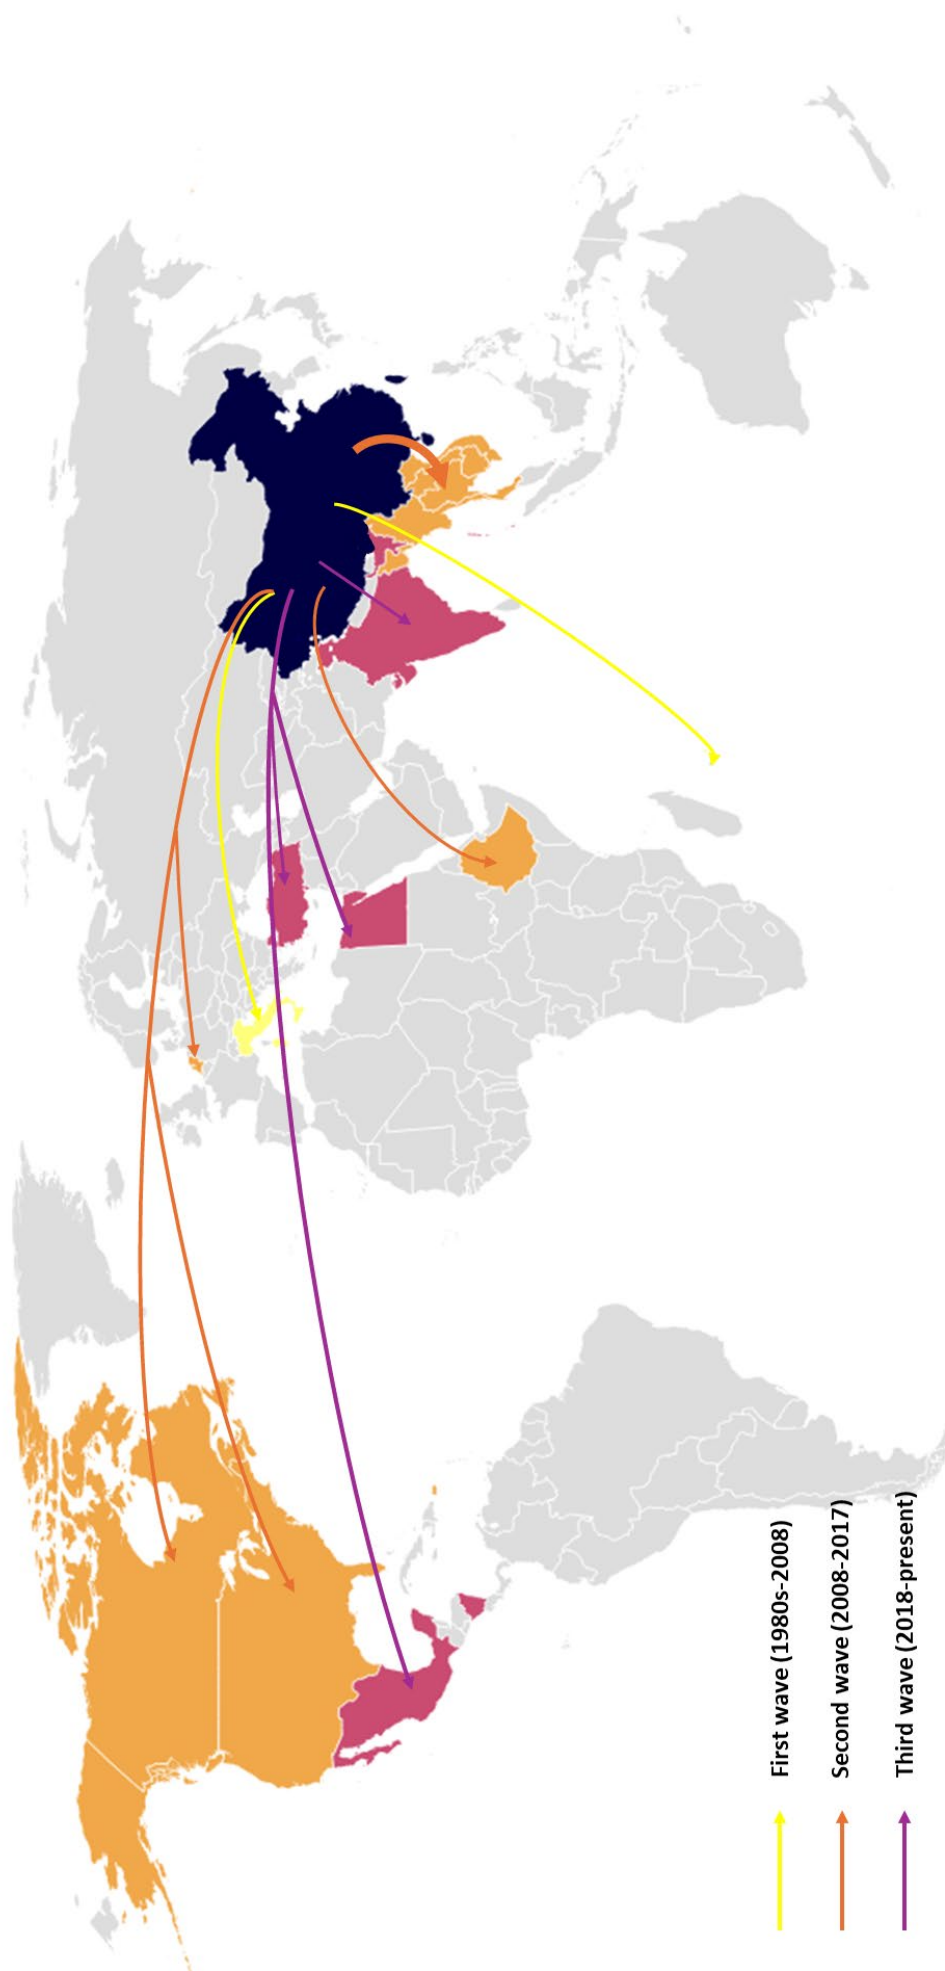 First wave (1980s-2008)
Second wave (2008-2017)
Third wave (2018-present)